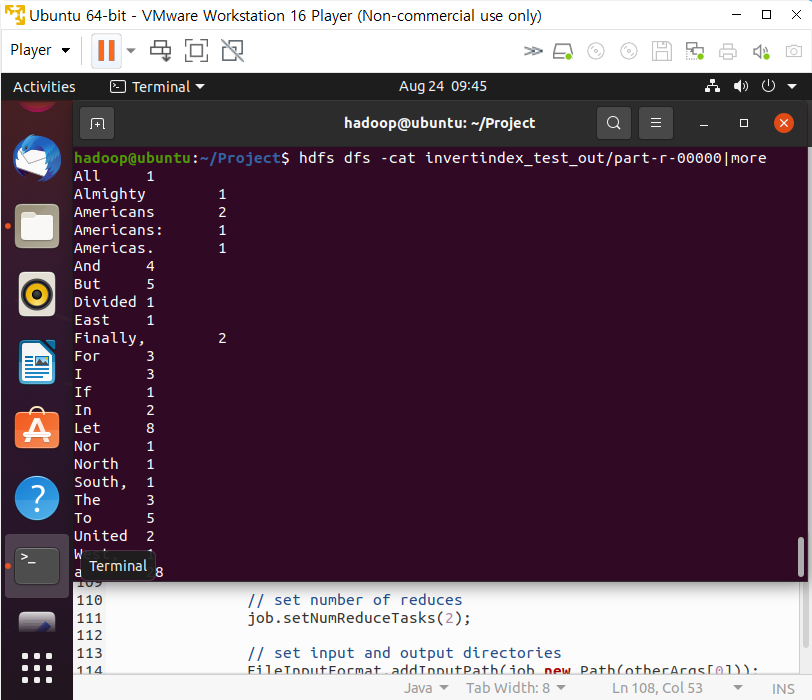 Ubuntu 64-bit - VMware Workstation 16 Player (Non-commercial use only)
Player
Activities Terminal Aug 24 09:45
hadoop@ubuntu: ~/Project
hadoop@ubuntu:~/Project$ hdfs dfs -cat invertindex_test_out/part-r-00000|more
All 1
Almighty 1
Americans 2
Americans: 1
Americas. 1
And 4
But 5
Divided 1
East 1
Finally, 2
For 3
I 3
If 1
In 2
Let 8
Nor 1
North 1
South, 1
The 3
To 5
United 2
West, 1
Terminal
a 8
109
110 // set number of reduces
111 job.setNumReduceTasks(2);
112
113 // set input and output directories
114 FileInputFormat.addInputPath(job,new Path(otherArgs[0]));
Java Tab Width: 8 Ln 108, Col 53 INS